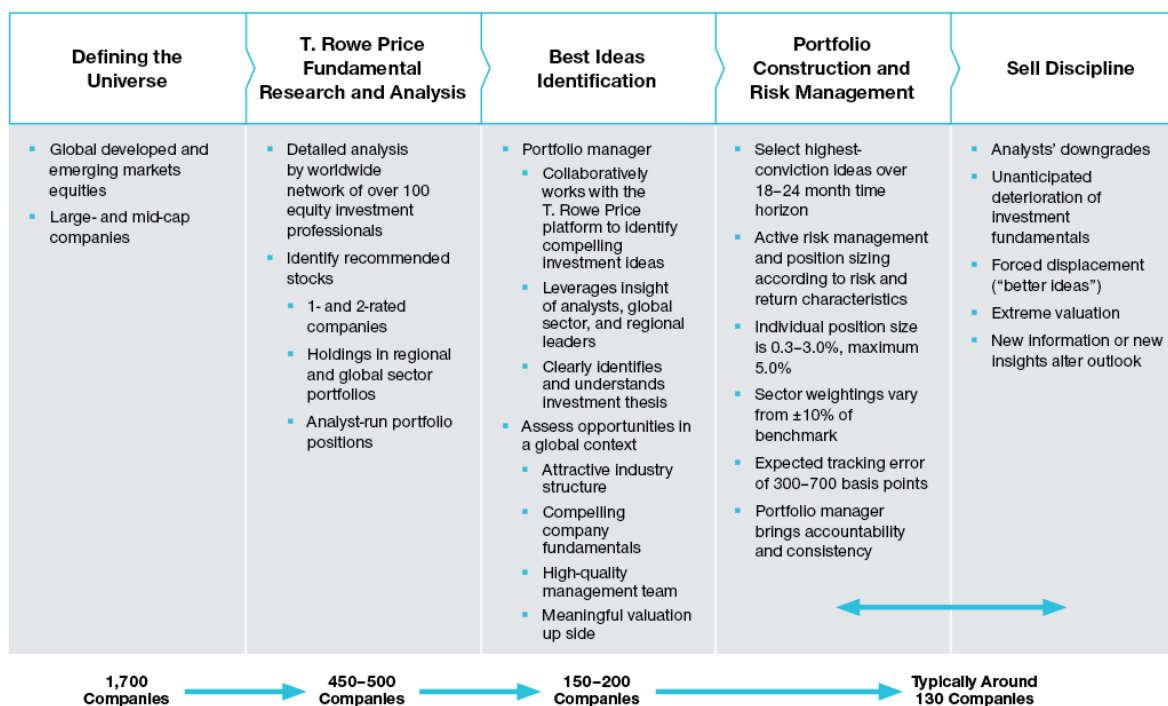 Defining the
Universe
T. Rowe Price
Fundamental
Research and Analysis
Best Ideas
Identification
Portfolio
Construction and
Risk Management
Sell Discipline
Global developed and
emerging markets
equities
Large- and mid-cap
companies
Detailed analysis
by worldwide
network of over 100
equity investment
professionals
Identify recommended
stocks
1- and 2-rated
companies
Holdings in regional
and global sector
portfolios
Analyst-run portfolio
positions
Portfolio manager
Collaboratively
works with the
T. Rowe Price
platform to identify
compelling
investment ideas
Leverages insight
of analysts, global
sector, and regional
leaders
Clearly identifies
and understands
investment thesis
Assess opportunities in
a global context
Attractive industry
structure
Compelling
company
fundamentals
High-quality
management team
Meaningful valuation
up side
Select highest-
conviction ideas over
18–24 month time
horizon
Active risk management
and position sizing
according to risk and
return characteristics
Individual position size
is 0.3–3.0%, maximum
5.0%
Sector weightings vary
from ±10% of
benchmark
Expected tracking error
of 300–700 basis points
Portfolio manager
brings accountability
and consistency
Analysts’ downgrades
Unanticipated
deterioration of
investment
fundamentals
Forced displacement
(“better ideas”)
Extreme valuation
New information or new
insights alter outlook
1,700
Companies
450–500
Companies
150–200
Companies
Typically Around
130 Companies